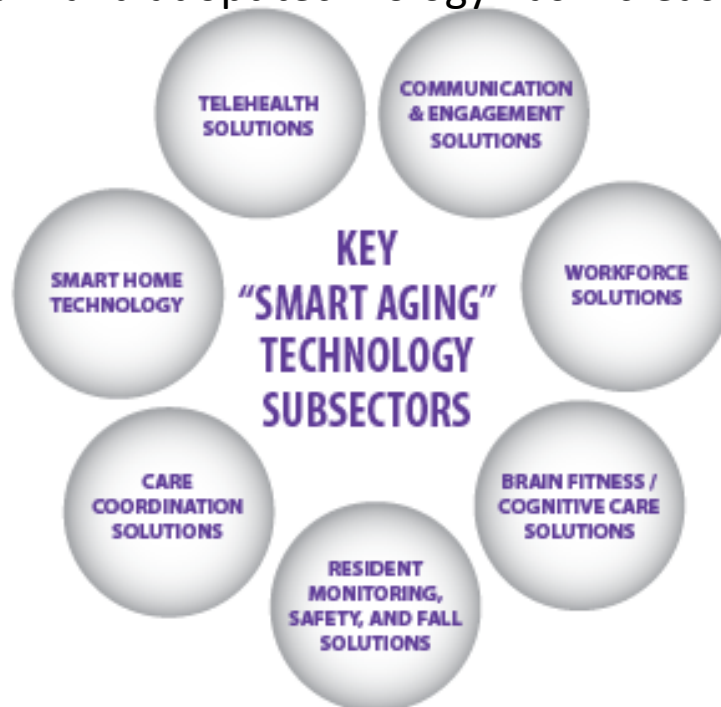 TELEHEALTH
SOLUTIONS
COMMUNICATION
& ENGAGEMENT
SOLUTIONS
KEY
“SMART AGING”
TECHNOLOGY
SUBSECTORS
SMART HOME
TECHNOLOGY
WORKFORCE
SOLUTIONS
CARE
COORDINATION
SOLUTIONS
BRAIN FITNESS /
COGNITIVE CARE
SOLUTIONS
RESIDENT
MONITORING,
SAFETY, AND FALL
SOLUTIONS